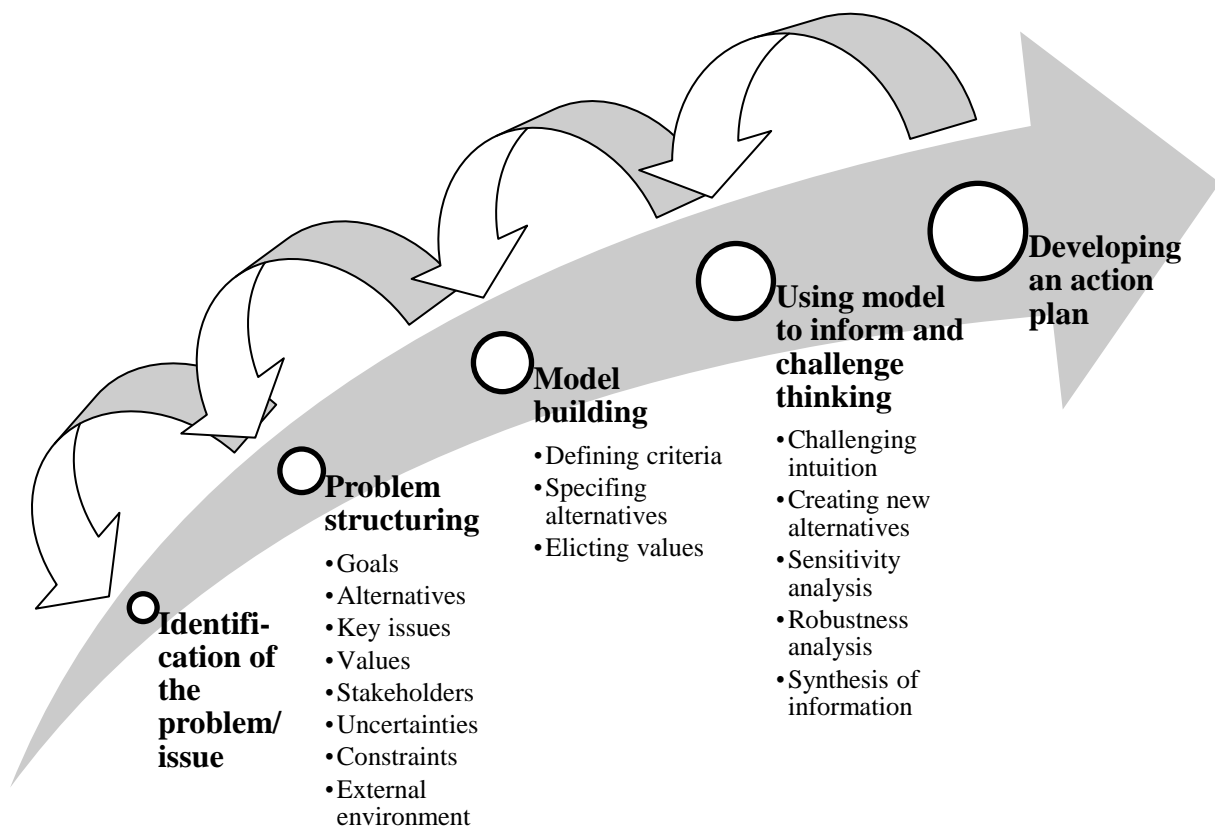 Identifi-
cation of
the
problem/
issue
Problem
structuring
•Goals
•Alternatives
•Key issues
•Values
•Stakeholders
•Uncertainties
•Constraints
•External
environment
Model
building
•Defining criteria
•Specifing
alternatives
•Elicting values
Using model
to inform and
challenge
thinking
•Challenging
intuition
•Creating new
alternatives
•Sensitivity
analysis
•Robustness
analysis
•Synthesis of
information
Developing
an action
plan